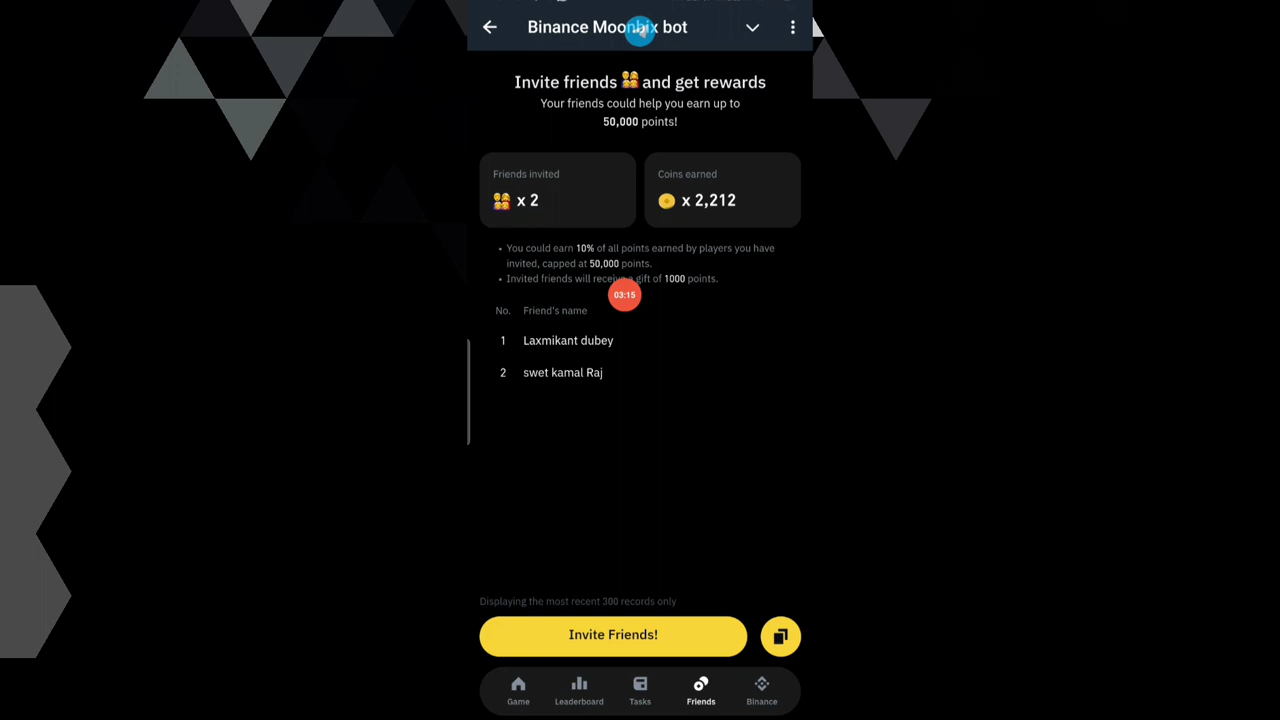 Binance Moonbix bot
Invite friends and get rewards
Your friends could help you earn up to
50,000 points!
Friends invited
x 2
Coins earned
x 2,212
• You could earn 10% of all points earned by players you have
invited, capped at 50,000 points.
• Invited friends will receive a gift of 1000 points.
03:15
No. Friend's name
1 Laxmikant dubey
2 swet kamal Raj
Displaying the most recent 300 records only
Invite Friends!
Game Leaderboard Tasks Friends Binance